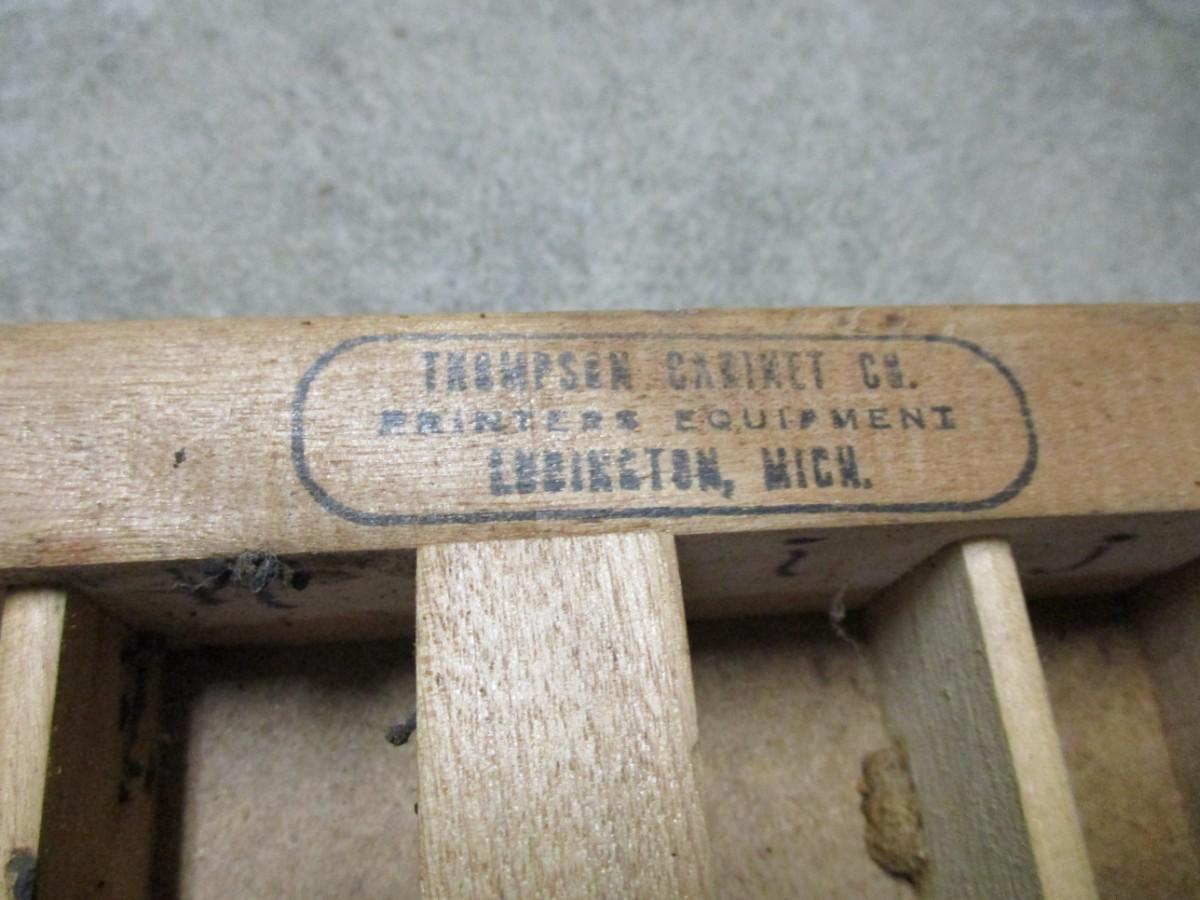 THOMPSON CABINET CO.
PRINTERS EQUIPMENT
LUDINGTON, MICH.
i j